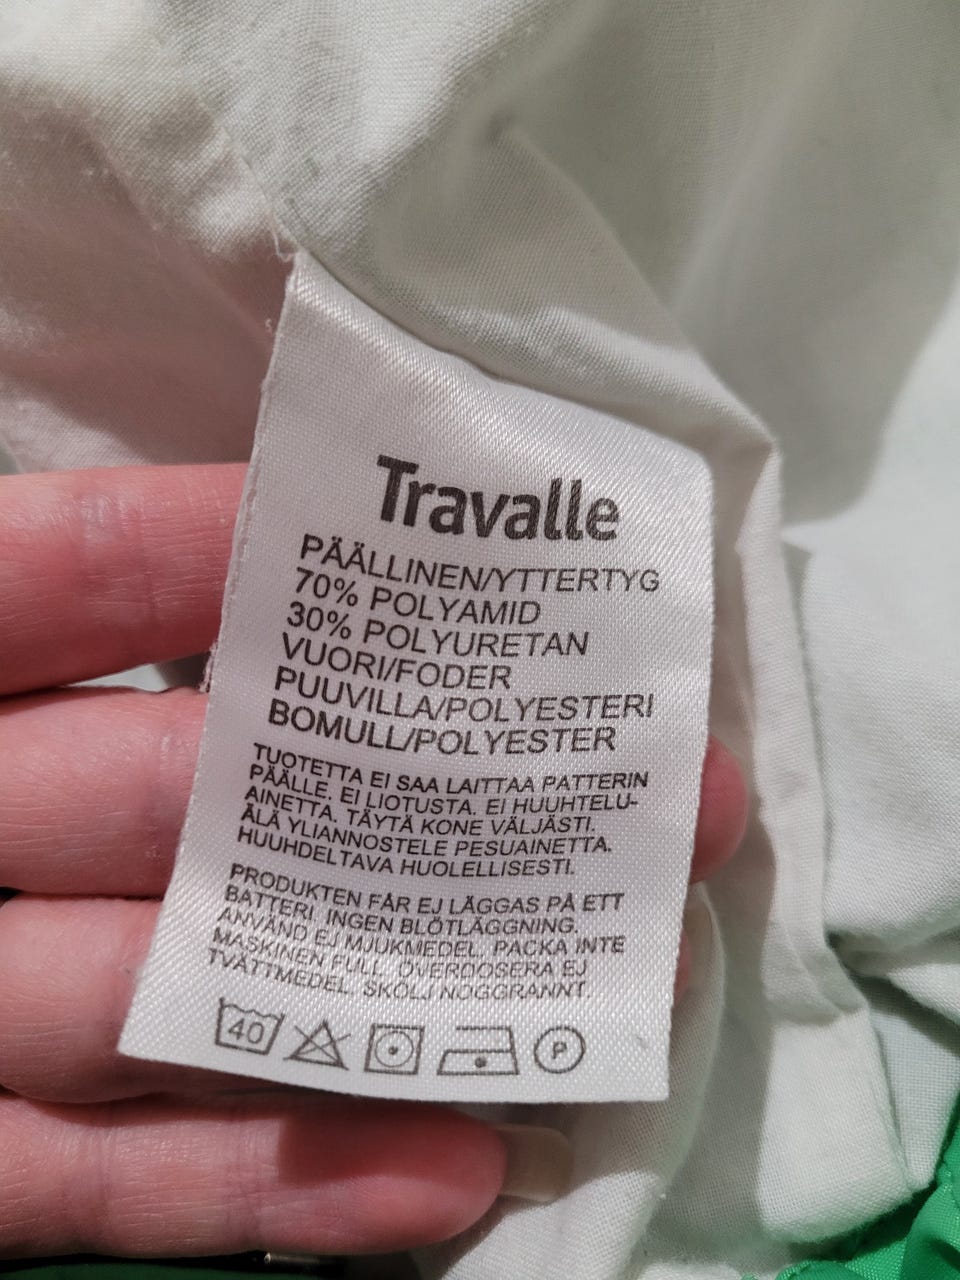 Travalle
PÄÄLLINEN/YTTERTYG
70% POLYAMID
30% POLYURETAN
VUORI/FODER
PUUVILLA/POLYESTERI
BOMULL/POLYESTER
TUOTETTA EI SAA LAITTAA PATTERIN
PÄÄLLE. EI LIOTUSTA. EI HUUHTELU-
AINETTA. TÄYTÄ KONE VÄLJÄSTI.
ÄLÄ YLIANNOSTELE PESUAINETTA.
HUUHDELTAVA HUOLELLISESTI.
PRODUKTEN FÅR EJ LÄGGAS PÅ ETT
BATTERI. INGEN BLÖTLÄGGNING.
ANVÄND EJ MJUKMEDEL. PACKA INTE
MASKINEN FULL. ÖVERDOSERA EJ
TVÄTTMEDEL. SKÖLJ NOGGRANNT.
40 P